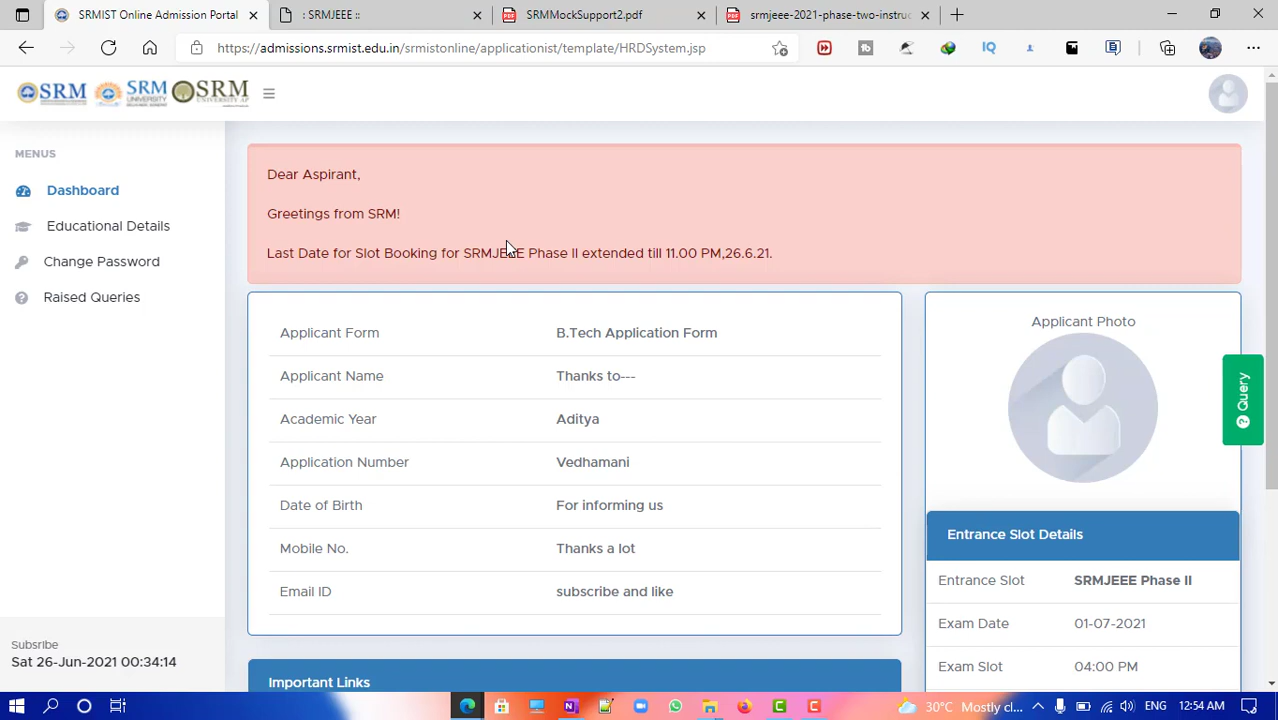 SRMIST Online Admission Portal
: SRMJEEE ::
SRMMockSupport2.pdf
srmjeee-2021-phase-two-instruc
https://admissions.srmist.edu.in/srmistonline/applicationist/template/HRDSystem.jsp
SRM SRM UNIVERSITY SRM UNIVERSITY AP
MENUS
Dashboard
Educational Details
Change Password
Raised Queries
Dear Aspirant,
Greetings from SRM!
Last Date for Slot Booking for SRMJEEE Phase II extended till 11.00 PM,26.6.21.
Applicant Form B.Tech Application Form
Applicant Name Thanks to---
Academic Year Aditya
Application Number Vedhamani
Date of Birth For informing us
Mobile No. Thanks a lot
Email ID subscribe and like
Important Links
Applicant Photo
Entrance Slot Details
Entrance Slot SRMJEEE Phase II
Exam Date 01-07-2021
Exam Slot 04:00 PM
? Query
Subsribe
Sat 26-Jun-2021 00:34:14
30°C Mostly cl... ENG 12:54 AM